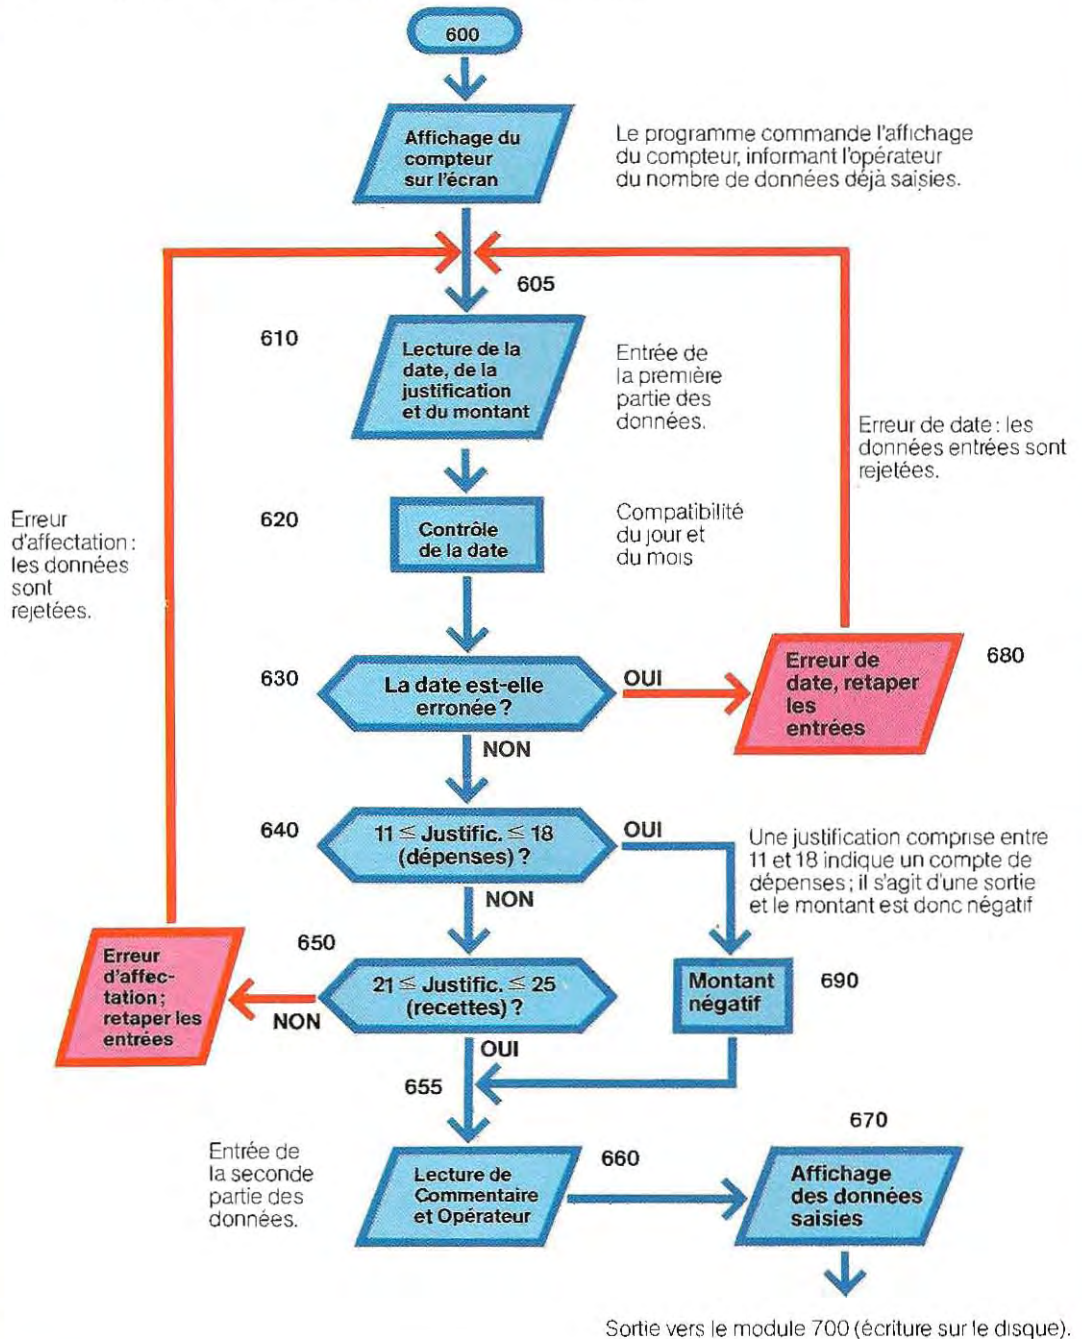 600
Affichage du
compteur
sur l'écran
Le programme commande l'affichage
du compteur, informant l'opérateur
du nombre de données déjà saisies.
605
610
Lecture de la
date, de la
justification
et du montant
Entrée de
la première
partie des
données.
Erreur de date : les
données entrées sont
rejetées.
Erreur
d'affectation :
les données
sont
rejetées.
620
Contrôle
de la date
Compatibilité
du jour et
du mois
630
La date est-elle
erronée ?
OUI
Erreur de
date, retaper
les
entrées
680
NON
640
11 ≤ Justific. ≤ 18
(dépenses) ?
OUI
Une justification comprise entre
11 et 18 indique un compte de
dépenses ; il s'agit d'une sortie
et le montant est donc négatif
NON
650
Erreur
d'affec-
tation ;
retaper les
entrées
NON
21 ≤ Justific. ≤ 25
(recettes) ?
Montant
négatif
690
OUI
655
Entrée de
la seconde
partie des
données.
Lecture de
Commentaire
et Opérateur
660
670
Affichage
des données
saisies
Sortie vers le module 700 (écriture sur le disque).